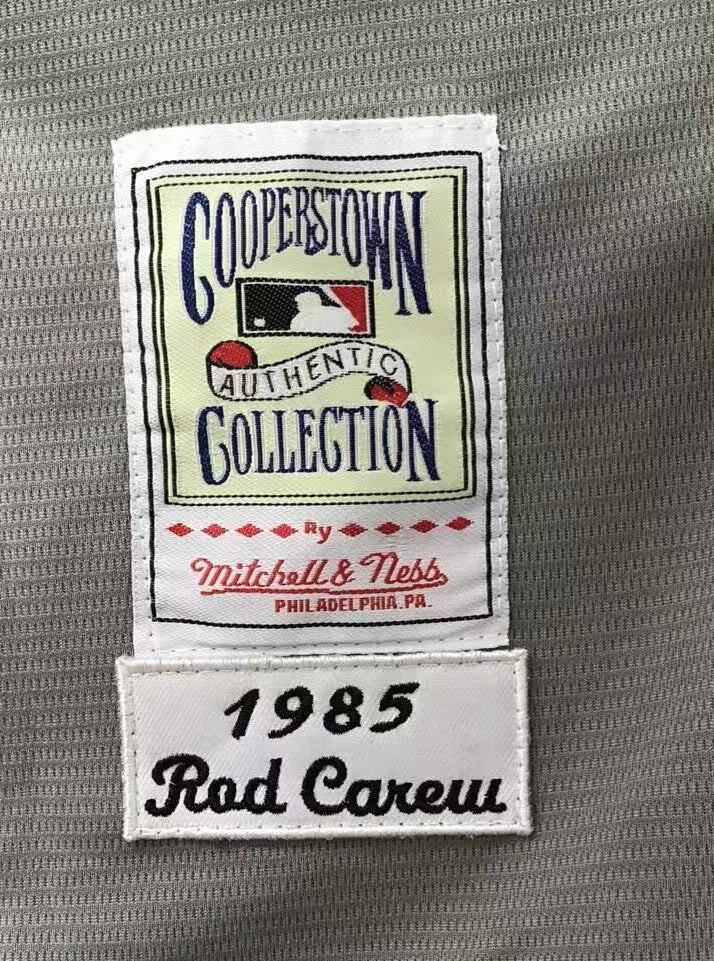 COOPERSTOWN
AUTHENTIC
COLLECTION
By
Mitchell & Ness
PHILADELPHIA.PA.
1985
Rod Carew